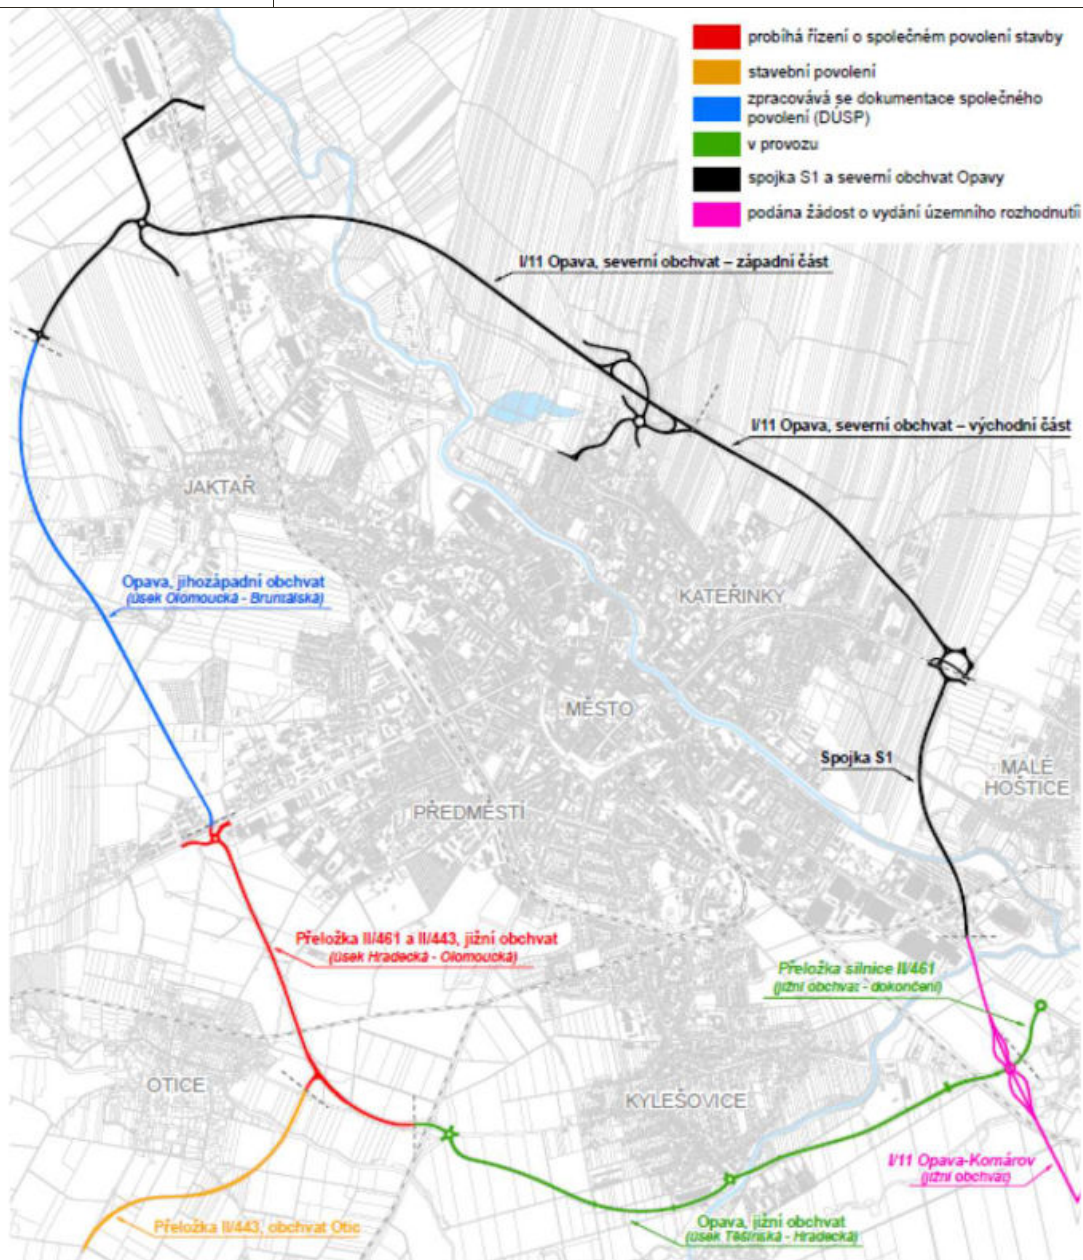 probíhá řízení o společném povolení stavby
stavební povolení
zpracovává se dokumentace společného
povolení (DÚSP)
v provozu
spojka S1 a severní obchvat Opavy
podána žádost o vydání územního rozhodnutíí
I/11 Opava, severní obchvat – západní část
I/11 Opava, severní obchvat – východní část
JAKTAŘ
Opava, jihozápadní obchvat
(úsek Olomoucká - Bruntálská)
KATEŘINKY
MĚSTO
Spojka S1
MALÉ
HOŠTICE
PŘEDMĚSTÍ
Přeložka II/461 a II/443, jižní obchvat
(úsek Hradecká - Olomoucká)
Přeložka silnice II/461
(jižní obchvat - dokončení)
OTICE
KYLEŠOVICE
I/11 Opava-Komárov
(jižní obchvat)
Přeložka II/443, obchvat Otic
Opava, jižní obchvat
(úsek Těšínská - Hradecká)